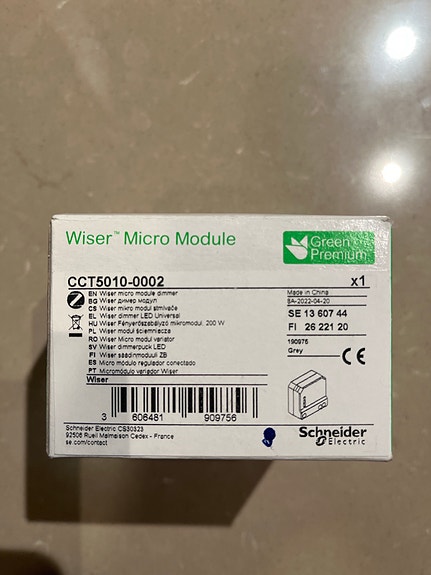 Wiser™ Micro Module
Green Premium
CCT5010-0002 x1
EN Wiser micro module dimmer
BG Wiser димер модул
CS Wiser micro modul stmívače
EL Wiser dimmer LED Universal
HU Wiser Fényerőszabályzó mikromodul, 200 W
PL Wiser moduł ściemniacza
RO Wiser Micro modul variator
SV Wiser dimmerpuck LED
FI Wiser säädinmoduuli ZB
ES Micro módulo regulador conectado
PT Micromódulo variador Wiser
Made in China
8A-2022-04-20
SE 13 607 44
FI 26 221 20
190975
Grey
CE
Wiser
3 606481 909756
Schneider Electric CS30323
92506 Rueil Malmaison Cedex - France
se.com/contact
Schneider
Electric